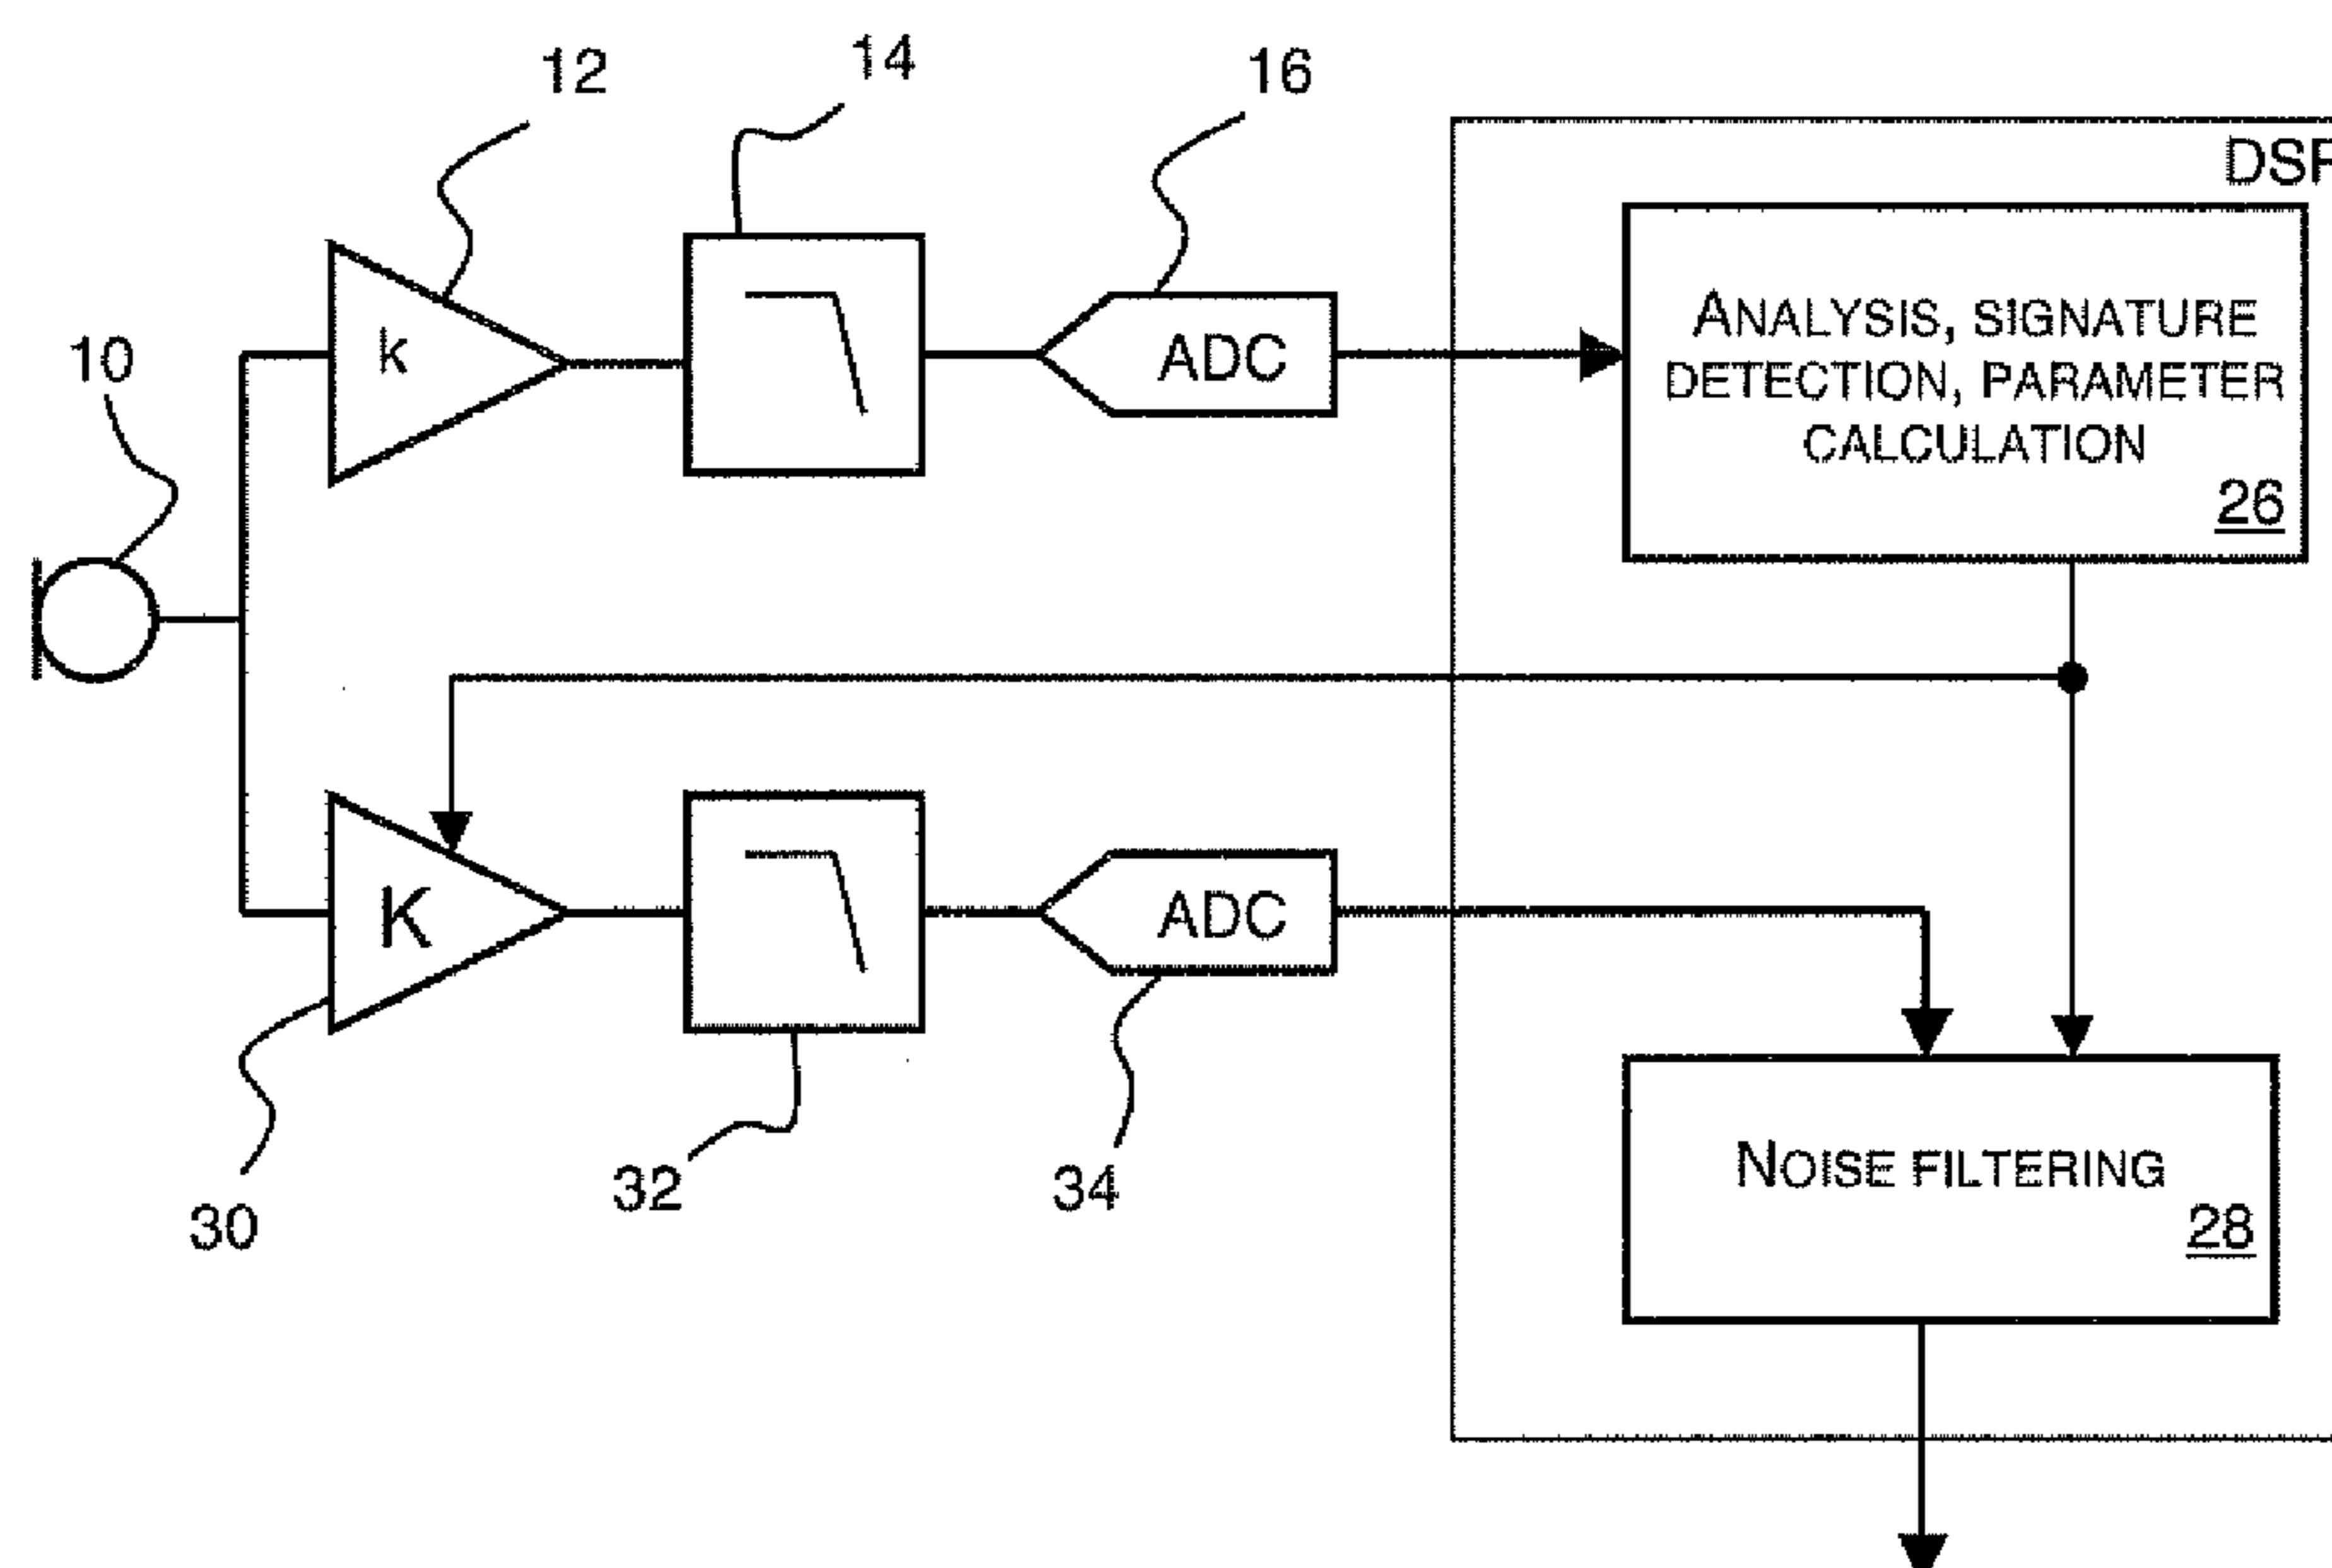 12
14
16
DSP
k
ADC
ANALYSIS, SIGNATURE
DETECTION, PARAMETER
CALCULATION
26
10
K
ADC
NOISE FILTERING
28
30
32
34